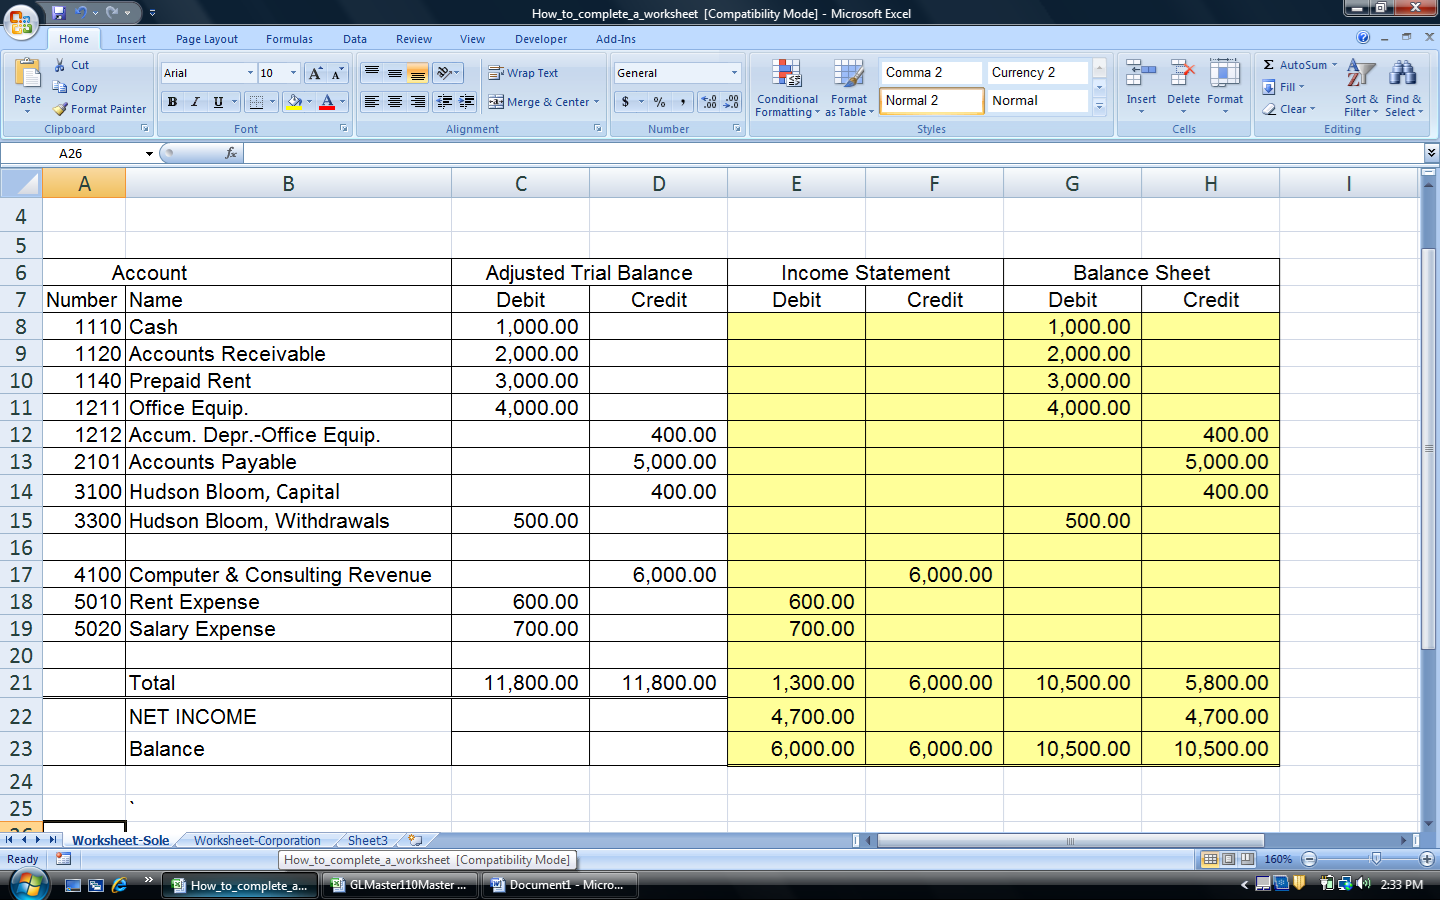 How_to_complete_a_worksheet [Compatibility Mode] - Microsoft Excel
Home Insert Page Layout Formulas Data Review View Developer Add-Ins
Paste Cut Copy Format Painter Clipboard
Arial 10 A A B I U A Font
Wrap Text Merge & Center Alignment
General $ % , .0 .00 .00 .0 Number
Conditional Formatting Format as Table Comma 2 Currency 2 Normal 2 Normal Styles
Insert Delete Format Cells
Σ AutoSum Fill Clear Sort & Filter Find & Select Editing
A26 fx
A B C D E F G H I
4
5
6 Account Adjusted Trial Balance Income Statement Balance Sheet
7 Number Name Debit Credit Debit Credit Debit Credit
8 1110 Cash 1,000.00 1,000.00
9 1120 Accounts Receivable 2,000.00 2,000.00
10 1140 Prepaid Rent 3,000.00 3,000.00
11 1211 Office Equip. 4,000.00 4,000.00
12 1212 Accum. Depr.-Office Equip. 400.00 400.00
13 2101 Accounts Payable 5,000.00 5,000.00
14 3100 Hudson Bloom, Capital 400.00 400.00
15 3300 Hudson Bloom, Withdrawals 500.00 500.00
16
17 4100 Computer & Consulting Revenue 6,000.00 6,000.00
18 5010 Rent Expense 600.00 600.00
19 5020 Salary Expense 700.00 700.00
20
21 Total 11,800.00 11,800.00 1,300.00 6,000.00 10,500.00 5,800.00
22 NET INCOME 4,700.00 4,700.00
23 Balance 6,000.00 6,000.00 10,500.00 10,500.00
24
25 `
26
Worksheet-Sole Worksheet-Corporation Sheet3
Ready How_to_complete_a_worksheet [Compatibility Mode] 160%
How_to_complete_a... GLMaster110Master ... Document1 - Micro... 2:33 PM